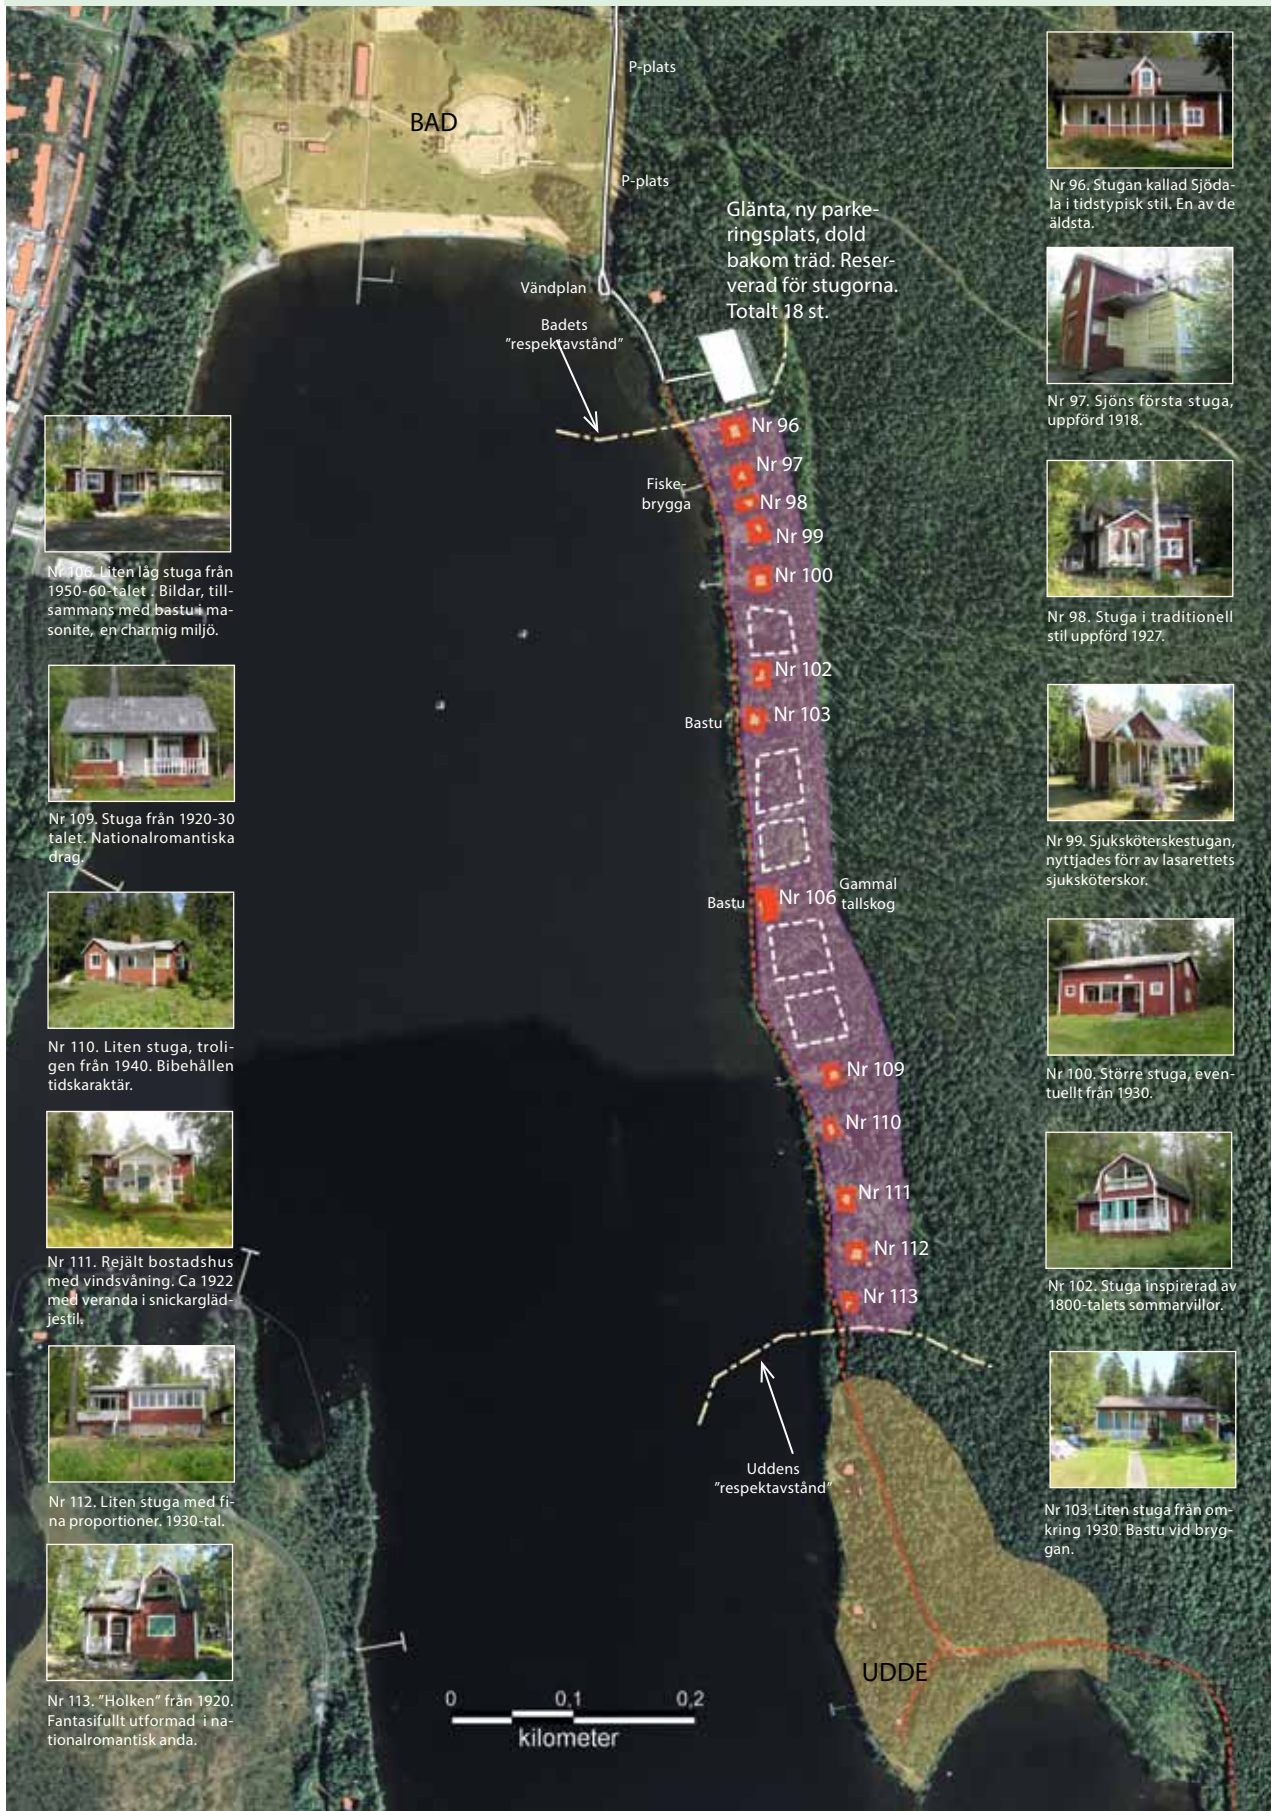 P-plats
BAD
P-plats
Glänta, ny parke-
ringsplats, dold
bakom träd. Reser-
verad för stugorna.
Totalt 18 st.
Vändplan
Badets
”respektavstånd”
Nr 96
Nr 97
Fiske-
brygga
Nr 98
Nr 99
Nr 100
Nr 102
Nr 103
Bastu
Nr 106
Bastu
Gammal
tallskog
Nr 109
Nr 110
Nr 111
Nr 112
Nr 113
Uddens
”respektavstånd”
UDDE
0 0,1 0,2
kilometer
Nr 106. Liten låg stuga från
1950-60-talet . Bildar, till-
sammans med bastu i ma-
sonite, en charmig miljö.
Nr 109. Stuga från 1920-30
talet. Nationalromantiska
drag.
Nr 110. Liten stuga, troli-
gen från 1940. Bibehållen
tidskaraktär.
Nr 111. Rejält bostadshus
med vindsvåning. Ca 1922
med veranda i snickargläd-
jestil.
Nr 112. Liten stuga med fi-
na proportioner. 1930-tal.
Nr 113. ”Holken” från 1920.
Fantasifullt utformad i na-
tionalromantisk anda.
Nr 96. Stugan kallad Sjöda-
la i tidstypisk stil. En av de
äldsta.
Nr 97. Sjöns första stuga,
uppförd 1918.
Nr 98. Stuga i traditionell
stil uppförd 1927.
Nr 99. Sjuksköterskestugan,
nyttjades förr av lasarettets
sjuksköterskor.
Nr 100. Större stuga, even-
tuellt från 1930.
Nr 102. Stuga inspirerad av
1800-talets sommarvillor.
Nr 103. Liten stuga från om-
kring 1930. Bastu vid bryg-
gan.